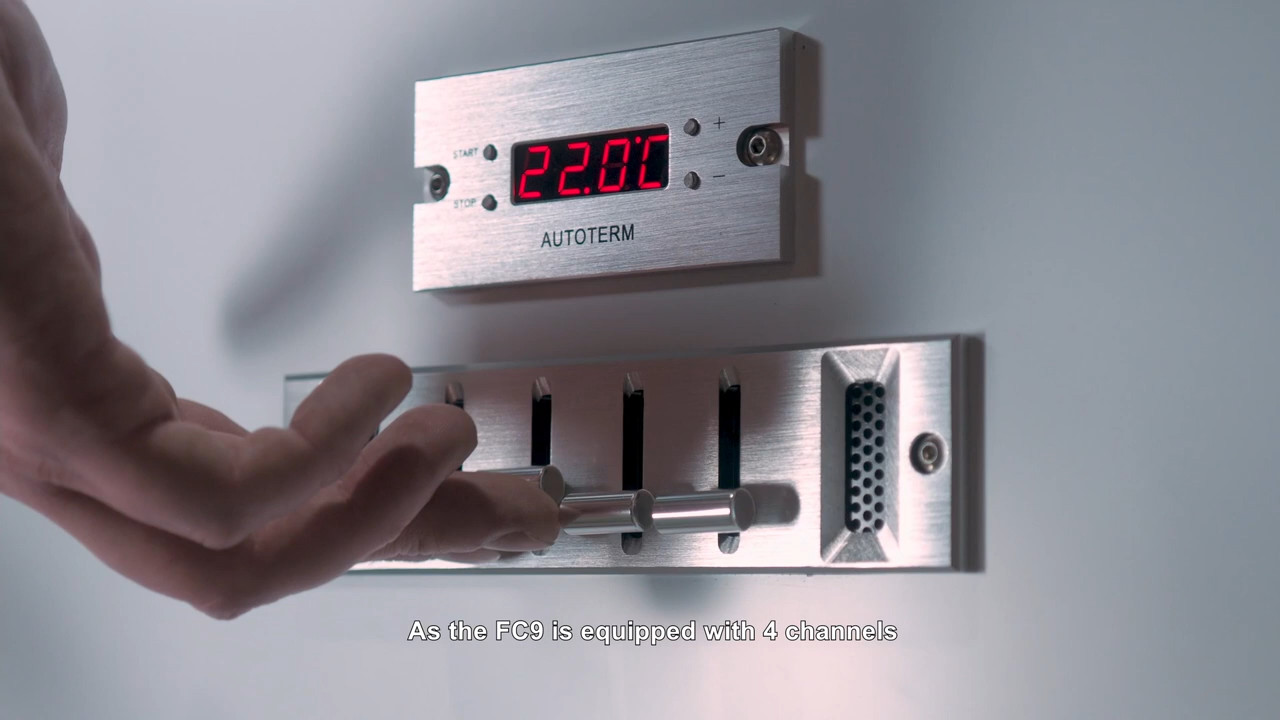 START
22.0°C
+
STOP
−
AUTOTERM
As the FC9 is equipped with 4 channels